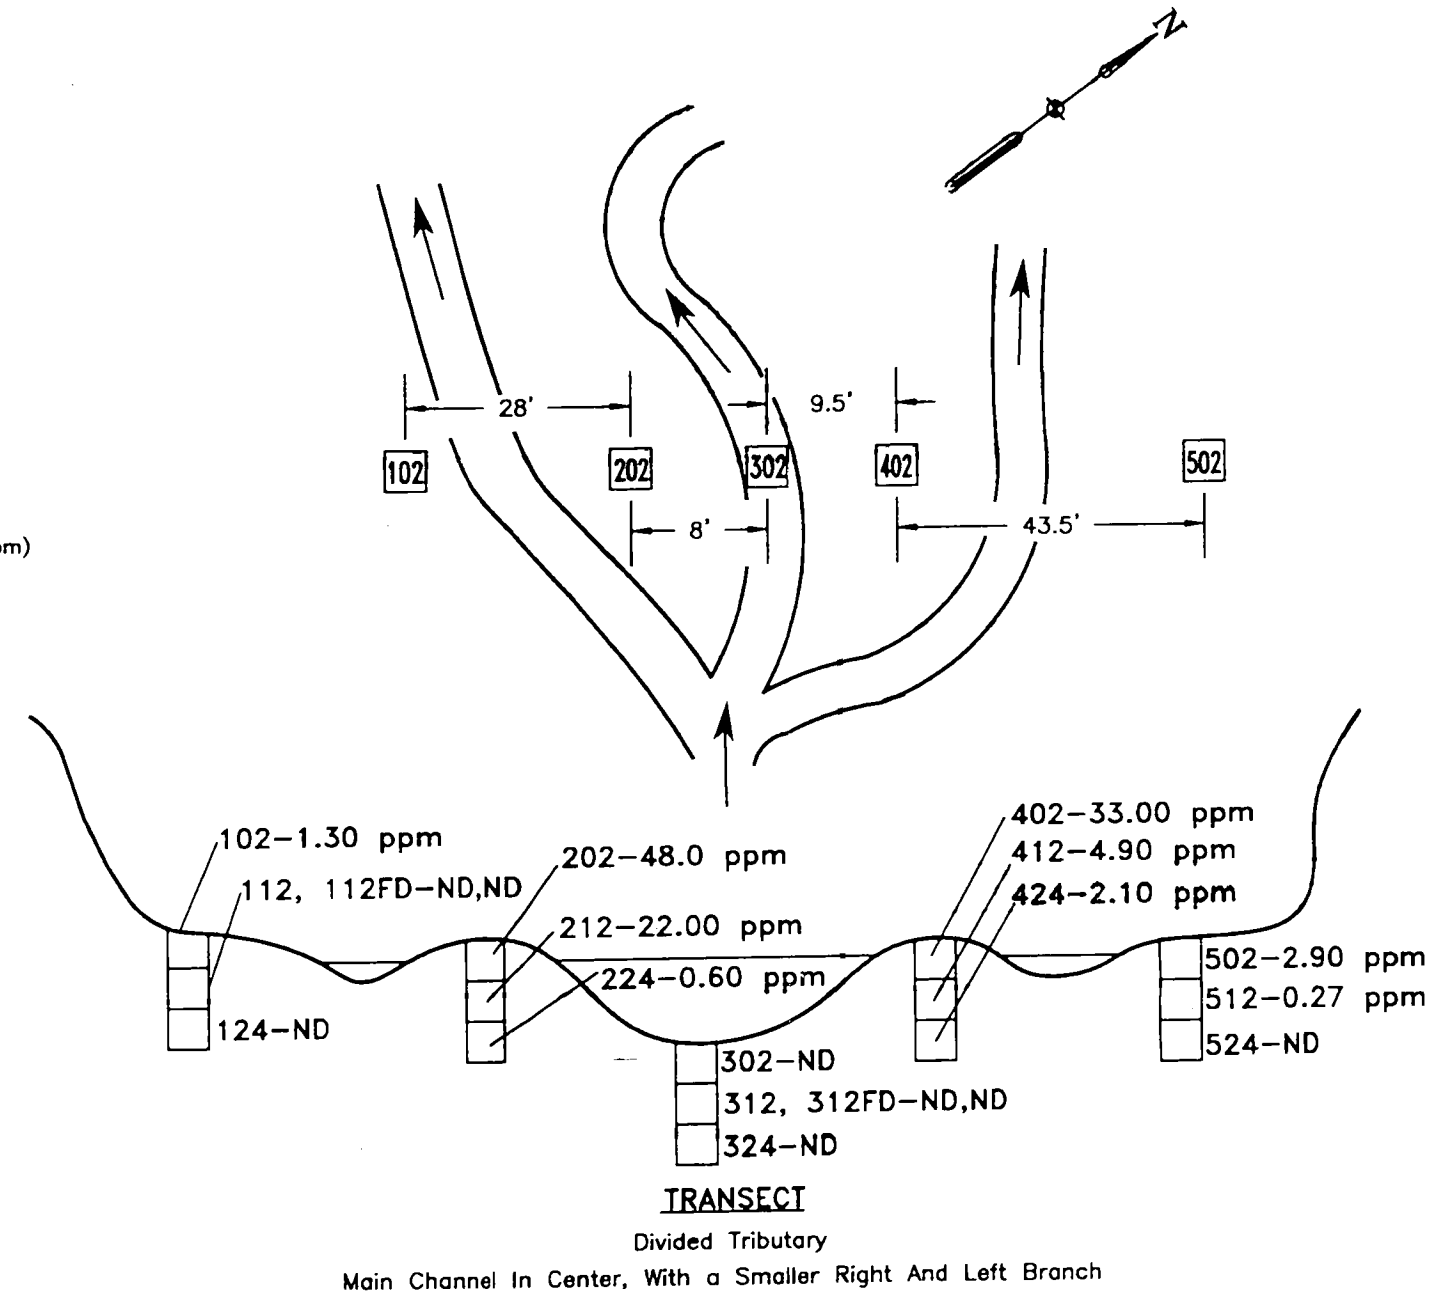 N
28'
9.5'
102
202
302
402
502
8'
43.5'
om)
102-1.30 ppm
112, 112FD-ND,ND
124-ND
202-48.0 ppm
212-22.00 ppm
224-0.60 ppm
302-ND
312, 312FD-ND,ND
324-ND
402-33.00 ppm
412-4.90 ppm
424-2.10 ppm
502-2.90 ppm
512-0.27 ppm
524-ND
TRANSECT
Divided Tributary
Main Channel In Center, With a Smaller Right And Left Branch